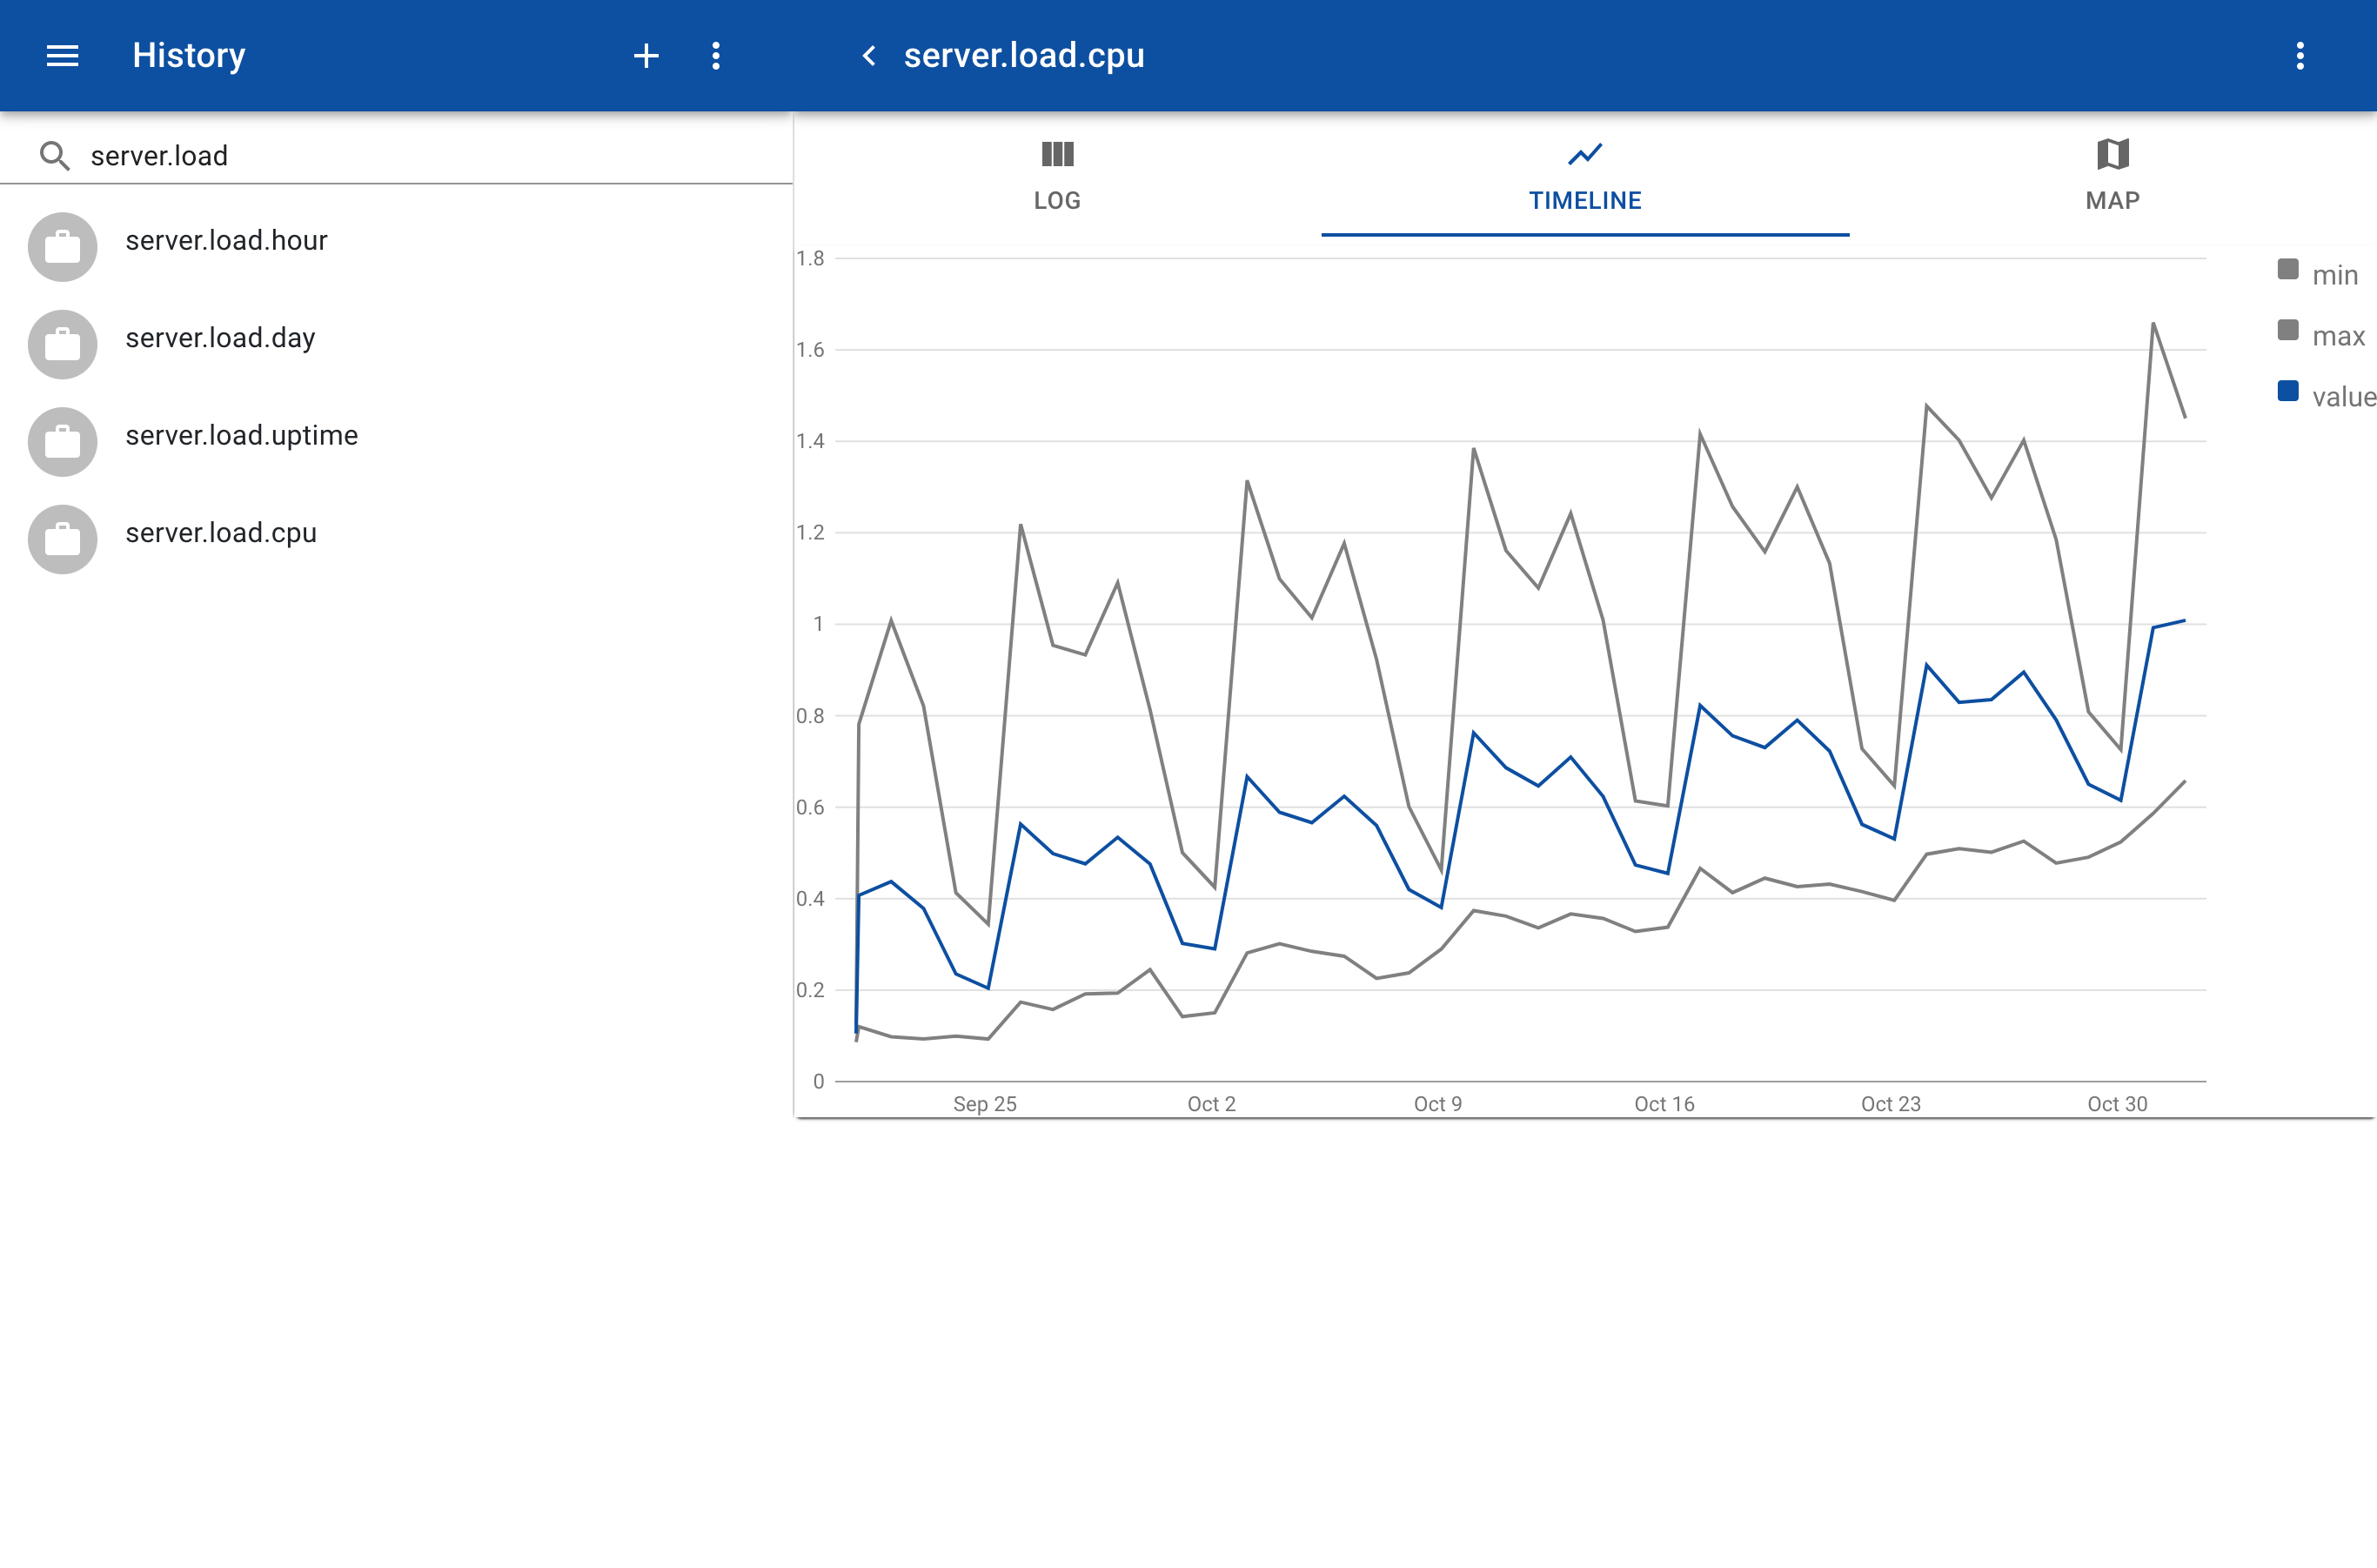 History
server.load.cpu
server.load
server.load.hour
server.load.day
server.load.uptime
server.load.cpu
LOG
TIMELINE
MAP
1.8
1.6
1.4
1.2
1
0.8
0.6
0.4
0.2
0
Sep 25 Oct 2 Oct 9 Oct 16 Oct 23 Oct 30
min
max
value